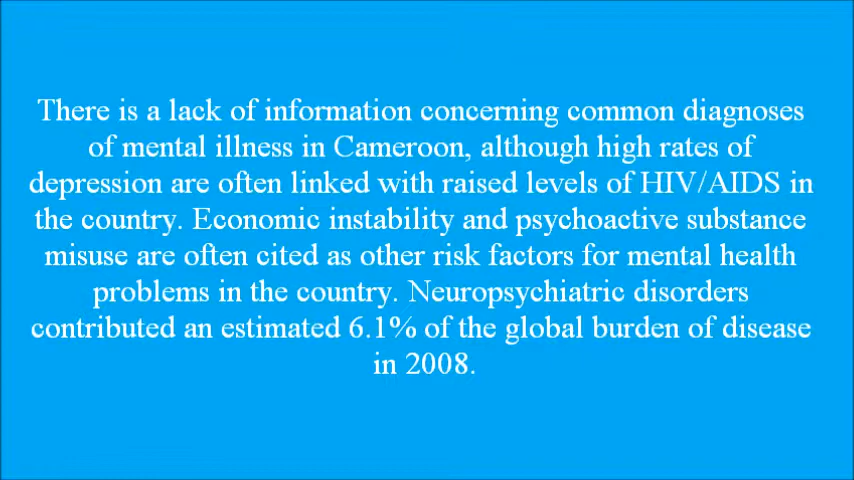 There is a lack of information concerning common diagnoses
of mental illness in Cameroon, although high rates of
depression are often linked with raised levels of HIV/AIDS in
the country. Economic instability and psychoactive substance
misuse are often cited as other risk factors for mental health
problems in the country. Neuropsychiatric disorders
contributed an estimated 6.1% of the global burden of disease
in 2008.